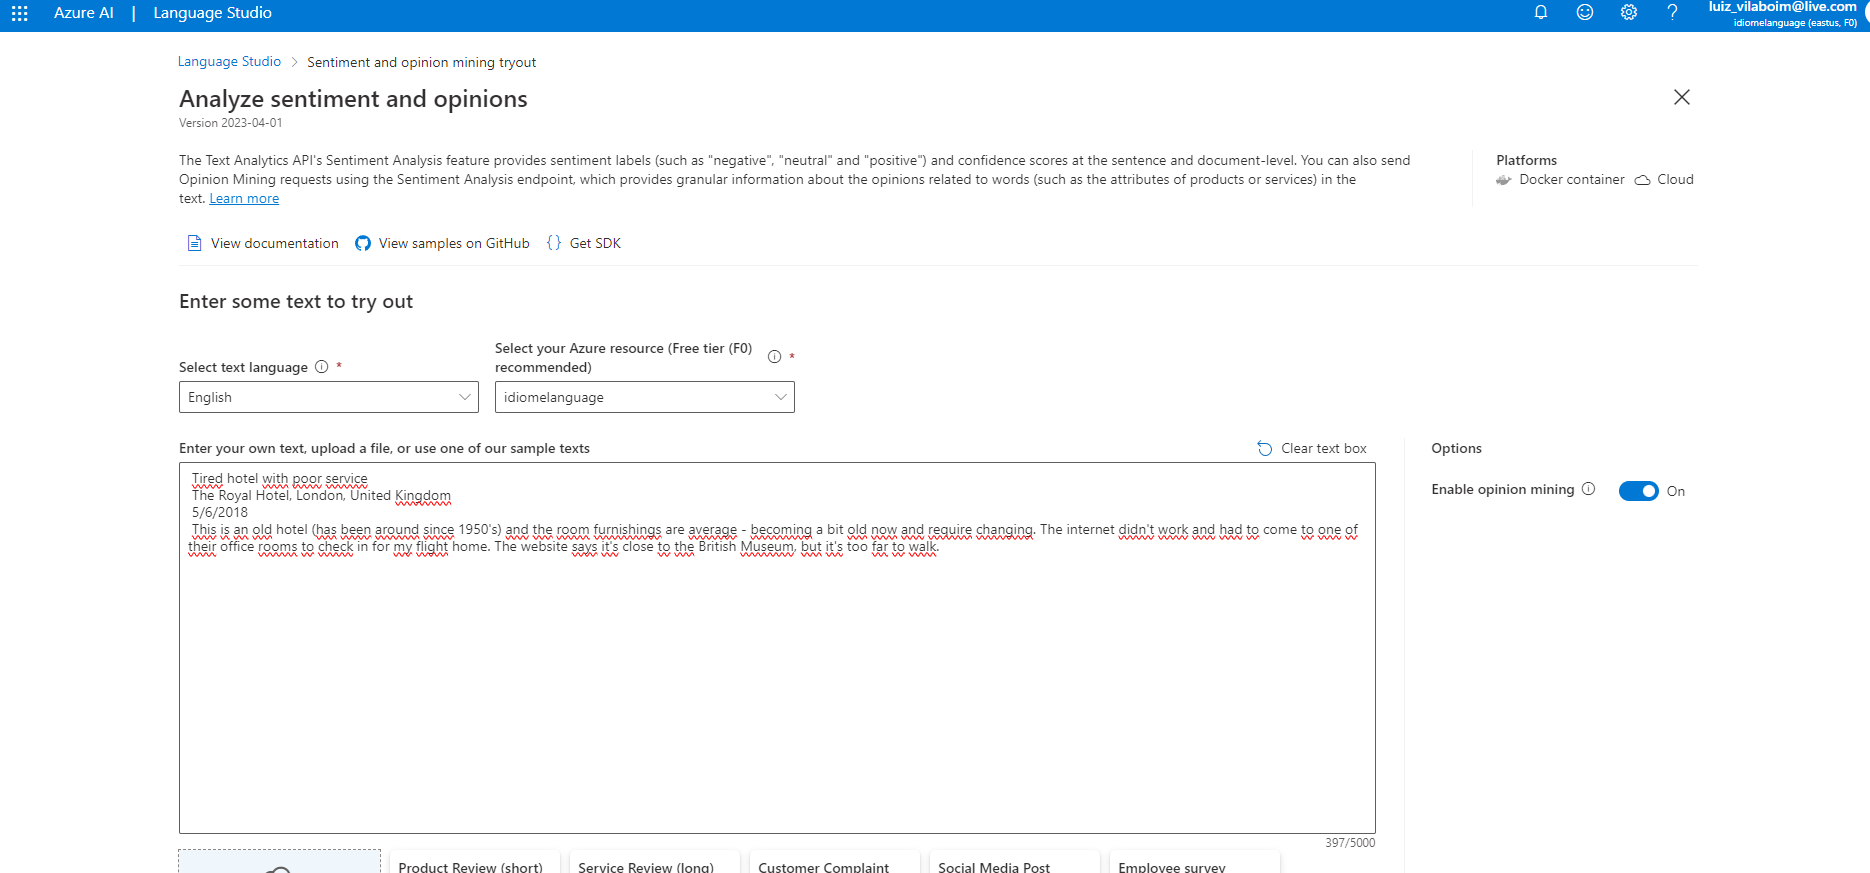 Azure AI | Language Studio
luiz_vilaboim@live.com
idiomelanguage (eastus, F0)
Language Studio > Sentiment and opinion mining tryout
Analyze sentiment and opinions
Version 2023-04-01
The Text Analytics API's Sentiment Analysis feature provides sentiment labels (such as "negative", "neutral" and "positive") and confidence scores at the sentence and document-level. You can also send
Opinion Mining requests using the Sentiment Analysis endpoint, which provides granular information about the opinions related to words (such as the attributes of products or services) in the
text. Learn more
Platforms
Docker container Cloud
View documentation View samples on GitHub {} Get SDK
Enter some text to try out
Select text language *
English
Select your Azure resource (Free tier (F0)
recommended) *
idiomelanguage
Enter your own text, upload a file, or use one of our sample texts
Clear text box
Tired hotel with poor service
The Royal Hotel, London, United Kingdom
5/6/2018
This is an old hotel (has been around since 1950's) and the room furnishings are average - becoming a bit old now and require changing. The internet didn't work and had to come to one of
their office rooms to check in for my flight home. The website says it's close to the British Museum, but it's too far to walk.
397/5000
Options
Enable opinion mining On
Product Review (short)
Service Review (long)
Customer Complaint
Social Media Post
Employee survey